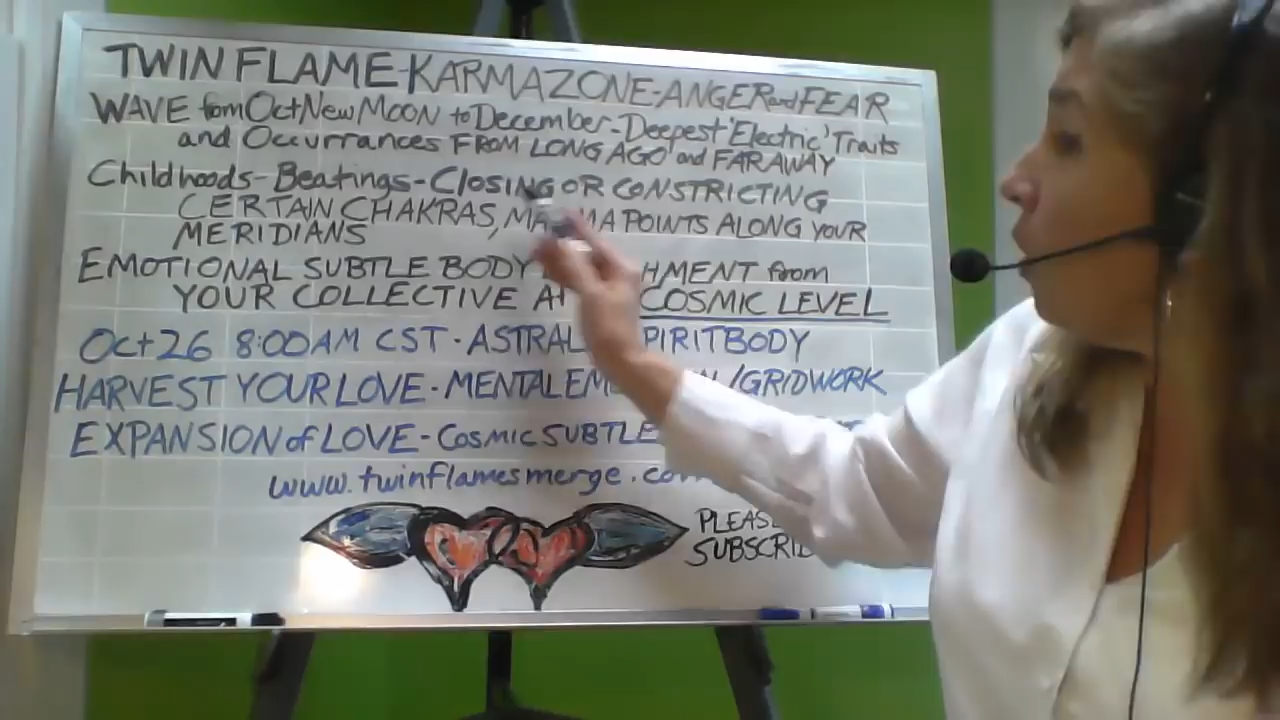 TWIN FLAME-KARMAZONE-ANGER and FEAR
WAVE from Oct New MOON to December-Deepest 'Electric' Traits
and Occurrances FROM LONG AGO and FARAWAY
Childhoods-Beatings-CLOSING OR CONSTRICTING
CERTAIN CHAKRAS, POINTS ALONG YOUR
MERIDIANS
EMOTIONAL SUBTLE BODY from
YOUR COLLECTIVE COSMIC LEVEL
Oct 26 8:00AM CST·ASTRAL
HARVEST YOUR LOVE-MENTAL /GRIDWORK
EXPANSION of LOVE-COSMIC SUBTLE
www.twinflamesmerge.com
PLEASE